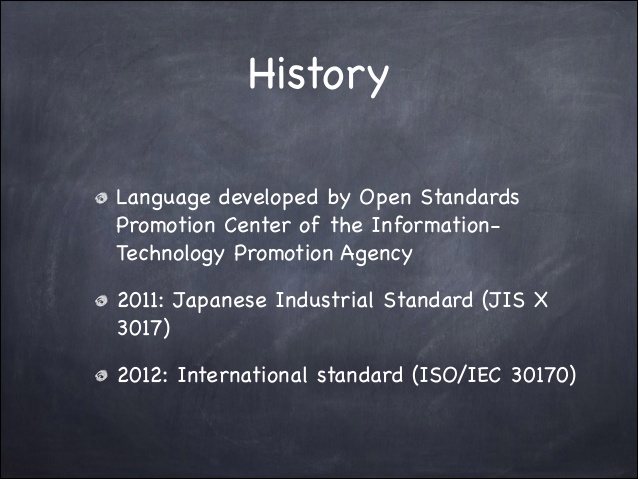 History
Language developed by Open Standards
Promotion Center of the Information-
Technology Promotion Agency
2011: Japanese Industrial Standard (JIS X
3017)
2012: International standard (ISO/IEC 30170)